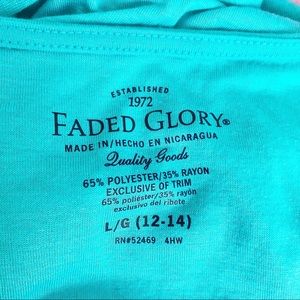 ESTABLISHED
1972
FADED GLORY®
MADE IN/HECHO EN NICARAGUA
Quality Goods
65% POLYESTER/35% RAYON
EXCLUSIVE OF TRIM
65% poliéster/35% rayón
exclusivo del ribete
L/G (12-14)
RN#52469 4HW